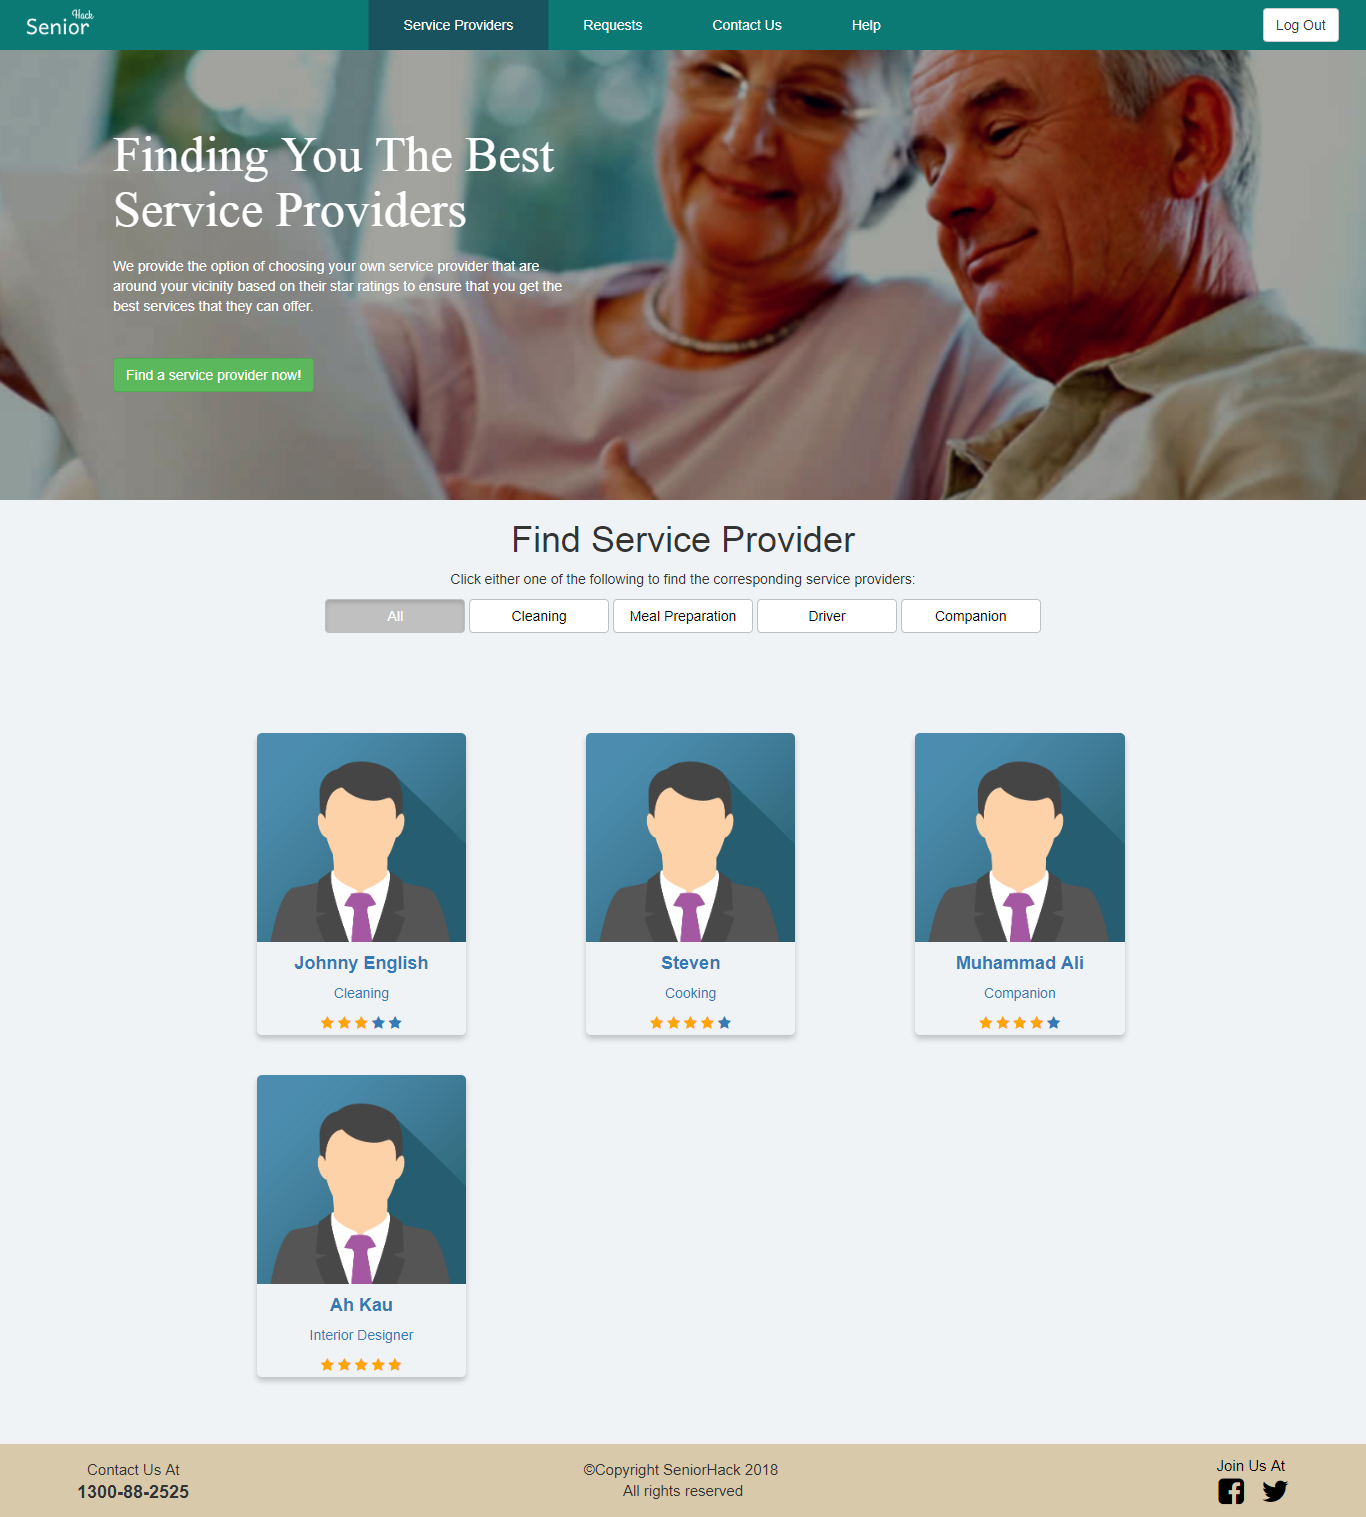 Senior Hack
Service Providers
Requests
Contact Us
Help
Log Out
Finding You The Best
Service Providers
We provide the option of choosing your own service provider that are
around your vicinity based on their star ratings to ensure that you get the
best services that they can offer.
Find a service provider now!
Find Service Provider
Click either one of the following to find the corresponding service providers:
All
Cleaning
Meal Preparation
Driver
Companion
Johnny English
Cleaning
Steven
Cooking
Muhammad Ali
Companion
Ah Kau
Interior Designer
Contact Us At
1300-88-2525
©Copyright SeniorHack 2018
All rights reserved
Join Us At